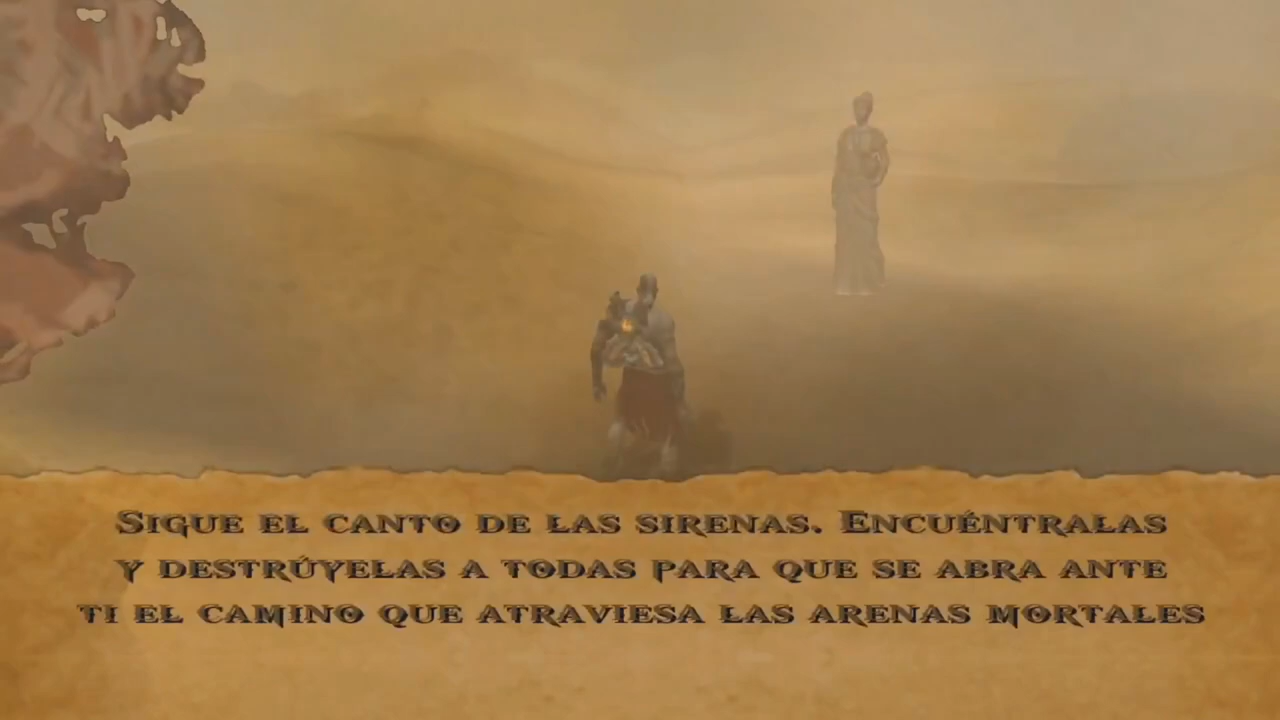 Sigue el canto de las sirenas. Encuéntralas
y destrúyelas a todas para que se abra ante
ti el camino que atraviesa las arenas mortales